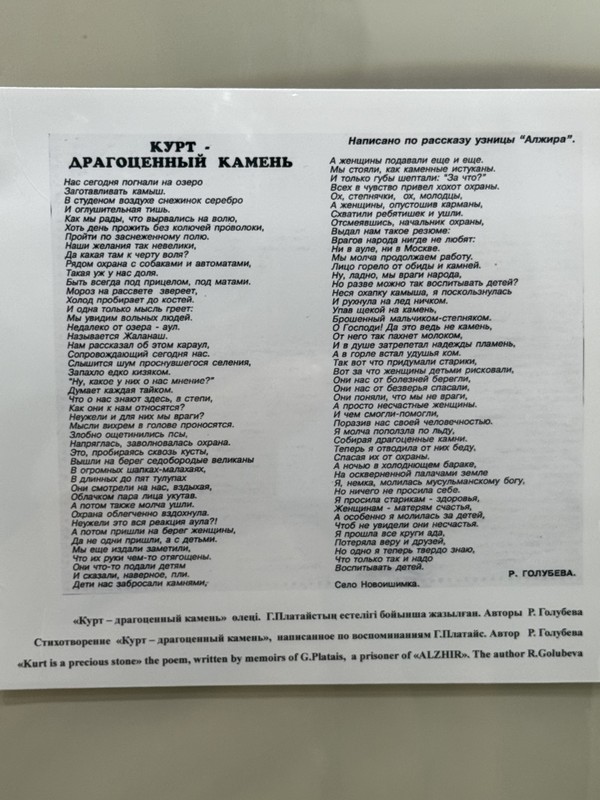 КУРТ -
ДРАГОЦЕННЫЙ КАМЕНЬ
Нас сегодня погнали на озеро
Заготавливать камыш.
В студеном воздухе снежинок серебро
И оглушительная тишь.
Как мы рады, что вырвались на волю,
Хоть день прожить без колючей проволоки,
Пройти по заснеженному полю.
Наши желания так невелики,
Да какая там к черту воля?
Рядом охрана с собаками и автоматами,
Такая уж у нас доля.
Быть всегда под прицелом, под матами.
Мороз на рассвете звереет,
Холод пробирает до костей.
И одна только мысль греет:
Мы увидим вольных людей.
Недалеко от озера - аул.
Называется Жаланаш.
Нам рассказал об этом караул,
Сопровождающий сегодня нас.
Слышится шум проснувшегося селения,
Запахло едко кизяком.
"Ну, какое у них о нас мнение?"
Думает каждая тайком.
Что о нас знают здесь, в степи,
Как они к нам относятся?
Неужели и для них мы враги?
Мысли вихрем в голове проносятся.
Злобно ощетинились псы,
Напряглась, заволновалась охрана.
Это, пробираясь сквозь кусты,
Вышли на берег седобородые великаны
В огромных шапках-малахаях,
В длинных до пят тулупах
Они смотрели на нас, вздыхая,
Облачком пара лица укутав.
А потом также молча ушли.
Охрана облегченно вздохнула.
Неужели это вся реакция аула?!
А потом пришли на берег женщины,
Да не одни пришли, а с детьми.
Мы еще издали заметили,
Что их руки чем-то отягощены.
Они что-то подали детям
И сказали, наверное, пли.
Дети нас забросали камнями,
Написано по рассказу узницы "Алжира".
А женщины подавали еще и еще.
Мы стояли, как каменные истуканы.
И только губы шептали: "За что?"
Всех в чувство привел хохот охраны.
Ох, степнячки, ох, молодцы,
А женщины, опустошив карманы,
Схватили ребятишек и ушли.
Отсмеявшись, начальник охраны,
Выдал нам такое резюме:
Врагов народа нигде не любят:
Ни в ауле, ни в Москве.
Мы молча продолжаем работу.
Лицо горело от обиды и камней.
Ну, ладно, мы враги народа,
Но разве можно так воспитывать детей?
Неся охапку камыша, я поскользнулась
И рухнула на лед ничком.
Упав щекой на камень,
Брошенный мальчиком-степняком.
О Господи! Да это ведь не камень,
От него так пахнет молоком,
И в душе затрепетал надежды пламень,
А в горле встал удушья ком.
Так вот что придумали старики,
Вот за что женщины детьми рисковали,
Они нас от болезней берегли,
Они нас от безверья спасали,
Они поняли, что мы не враги,
А просто несчастные женщины.
И чем смогли-помогли,
Поразив нас своей человечностью.
Я молча поползла по льду,
Собирая драгоценные камни.
Теперь я отводила от них беду,
Спасая их от охраны.
А ночью в холоднющем бараке,
На оскверненной палачами земле
Я, немка, молилась мусульманскому богу,
Но ничего не просила себе.
Я просила старикам - здоровья,
Женщинам - матерям счастья,
А особенно я молилась за детей,
Чтоб не увидели они несчастья.
Я прошла все круги ада,
Потеряла веру и друзей,
Но одно я теперь твердо знаю,
Что только так и надо
Воспитывать детей.
Р. ГОЛУБЕВА.
Село Новоишимка.
«Курт – драгоценный камень» өлеңі. Г.Платайстың естелігі бойынша жазылған. Авторы Р. Голубева
Стихотворение «Курт – драгоценный камень», написанное по воспоминаниям Г.Платайс. Автор Р. Голубева
«Kurt is a precious stone» the poem, written by memoirs of G.Platais, a prisoner of «ALZHIR». The author R.Golubeva